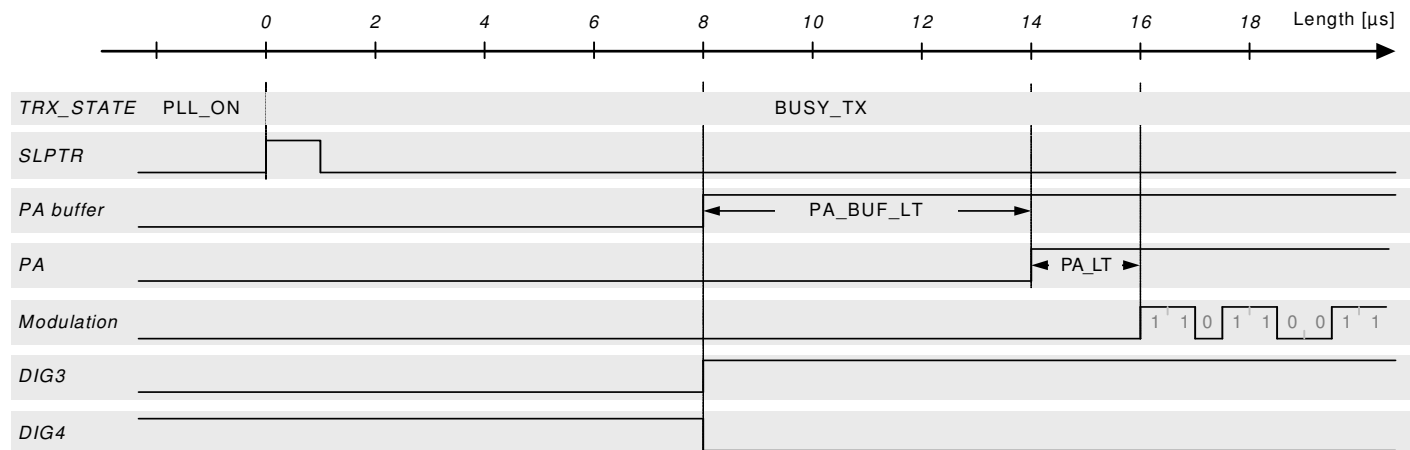 0 2 4 6 8 10 12 14 16 18 Length [µs]
TRX_STATE PLL_ON BUSY_TX
SLPTR
PA buffer PA_BUF_LT
PA PA_LT
Modulation 1 1 0 1 1 0 0 1 1
DIG3
DIG4